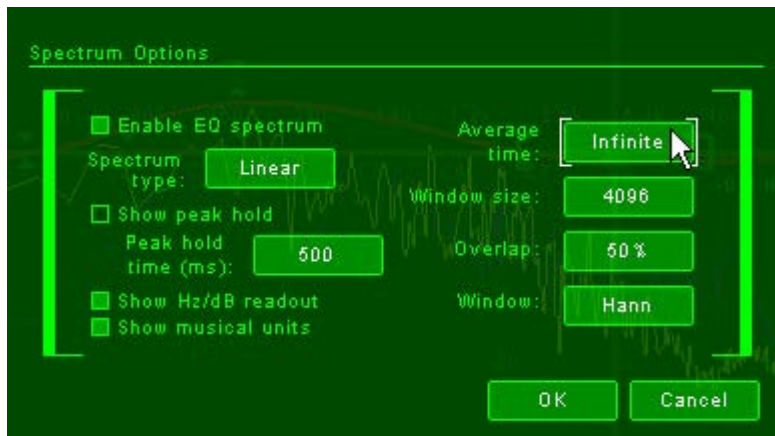 Spectrum Options
Enable EQ spectrum
Spectrum
type:
Linear
Show peak hold
Peak hold
time (ms):
500
Show Hz/dB readout
Show musical units
Average
time:
Infinite
Window size:
4096
Overlap:
50%
Window:
Hann
OK
Cancel